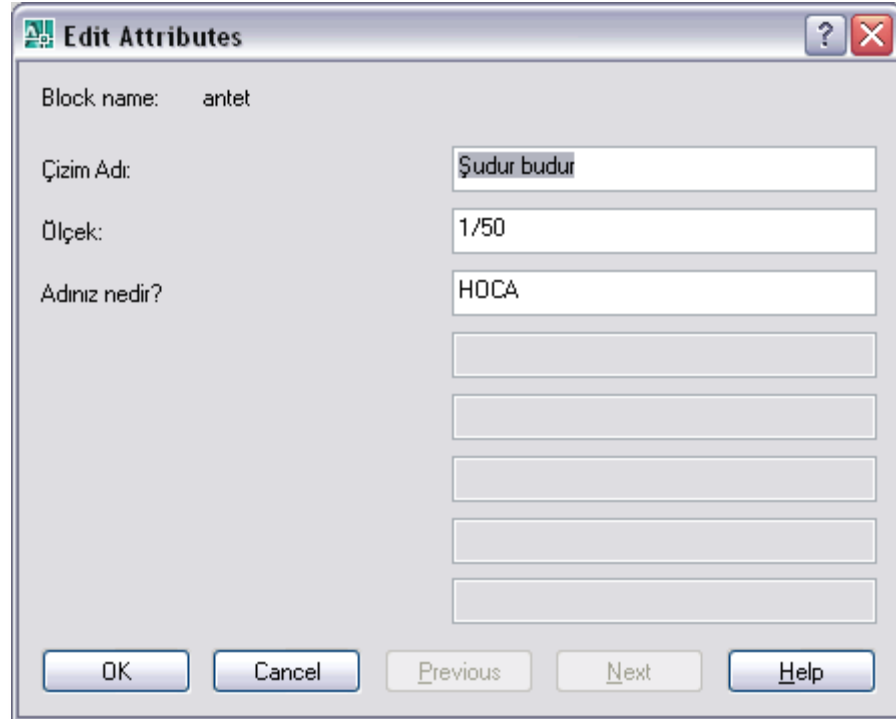 Edit Attributes
Block name: antet
Çizim Adı: Şudur budur
Ölçek: 1/50
Adınız nedir? HOCA
OK Cancel Previous Next Help